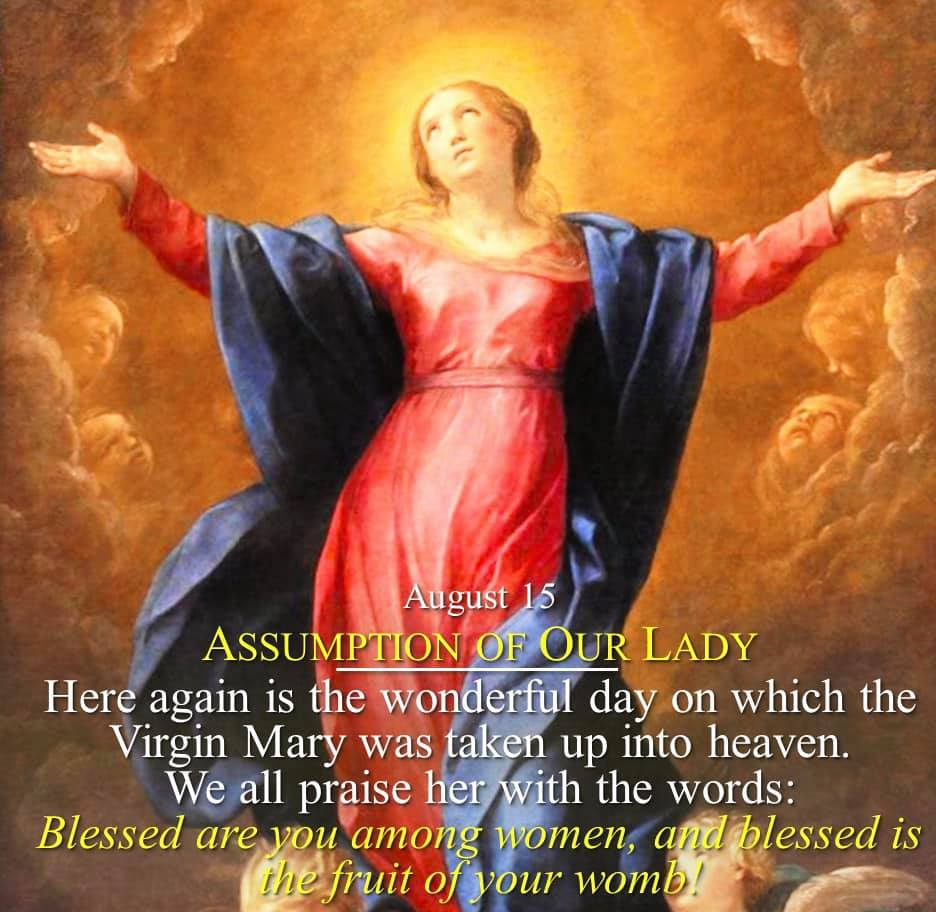 August 15
ASSUMPTION OF OUR LADY
Here again is the wonderful day on which the
Virgin Mary was taken up into heaven.
We all praise her with the words:
Blessed are you among women, and blessed is
the fruit of your womb!